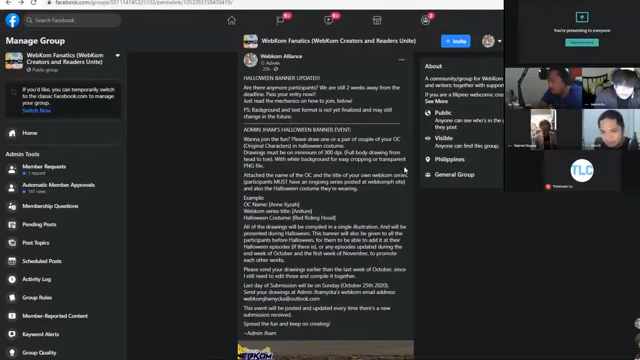 facebook.com/groups/
Search Facebook
Manage Group
WebKom Fanatics (WebKom Creators and Readers Unite)
Public group
If you'd like, you can temporarily switch
to the classic Facebook.com to manage
your group.
Switch Now
Home
Admin Tools
Member Requests
Automatic Member Approvals
Membership Questions
Pending Posts
Post Topics
Scheduled Posts
Activity Log
Group Rules
Member-Reported Content
Keyword Alerts
Group Quality
WebKom Fanatics (WebKom Creators and Readers Unite)
+ Invite
Webkom Alliance
Admin
HALLOWEEN BANNER UPDATE!!!
Are there anymore participants? We are still 2 weeks away from the
deadline. Pass your entry now!!
Just read the mechanics on how to join, below!
PS: Background and text format is not yet finalized and may still
change in the future.
ADMIN JHAM'S HALLOWEEN BANNER EVENT:
Wanna join the fun? Please draw one or a pair of couple of your OC
(Original Characters) in halloween costume.
Drawings must be on minimum of 300 dpi. (Full body drawing from
head to toe). With white background for easy cropping or transparent
PNG file.
Attached the name of the OC and the title of your own webkom series,
(participants MUST have an ongoing series posted at webkomph site)
and also the Halloween costume they're wearing.
Example:
OC Name: [Anne Xyzah]
Webkom series title: [Aniture]
Halloween Costume: [Red Riding Hood]
All of the drawings will be compiled in a single illustration. And will be
presented during Halloween. This banner will also be given to all the
participants before Halloween, for them to be able to add it at their
Halloween episodes (if there is), or any episodes updated during the
end week of October and the first week of November, to promote
each other works.
Please send your drawings earlier than the last week of October, since
I still need to edit those and compile it together.
Last day of Submission will be on Sunday (October 25th 2020)
Send your drawings at Admin Jhamycka's webkom email address:
webkomjhamycka@outlook.com
This event will be posted and updated every time there's a new
submission received.
Spread the fun and keep on creating!
~Admin Jham
About
A community/group for WebKom
See More
Public
Anyone can see who's in the
they post
Visible
Anyone can find this group.
Philippines
General Group
You're presenting to everyone
TLC